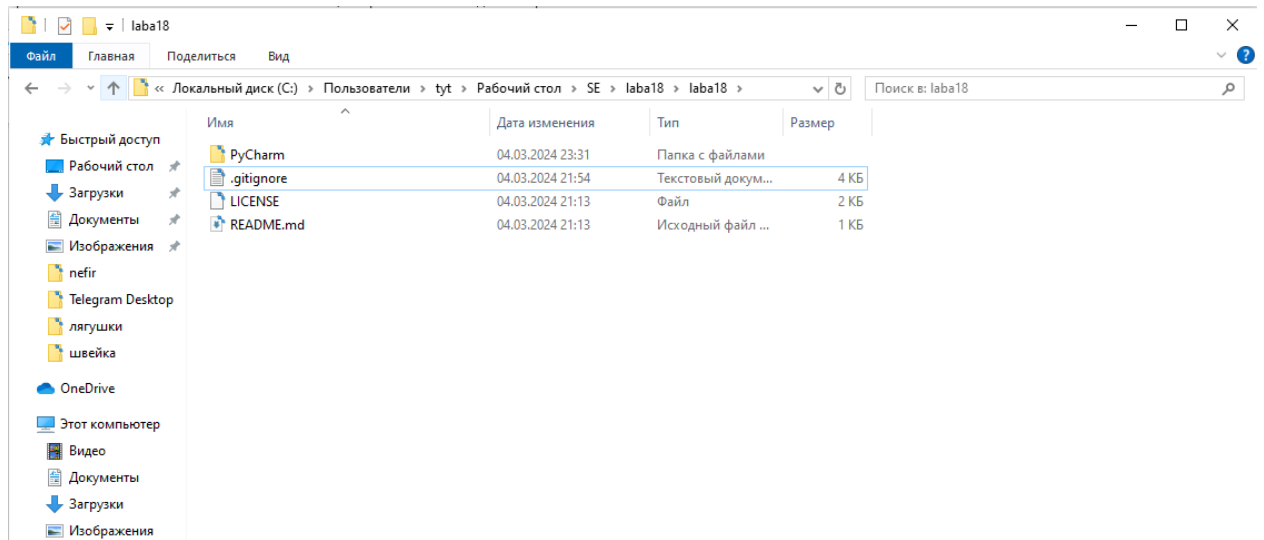 laba18
Файл Главная Поделиться Вид
« Локальный диск (C:) › Пользователи › tyt › Рабочий стол › SE › laba18 › laba18 › Поиск в: laba18
Имя Дата изменения Тип Размер
Быстрый доступ
PyCharm 04.03.2024 23:31 Папка с файлами
Рабочий стол
.gitignore 04.03.2024 21:54 Текстовый докум... 4 КБ
Загрузки
LICENSE 04.03.2024 21:13 Файл 2 КБ
Документы
README.md 04.03.2024 21:13 Исходный файл ... 1 КБ
Изображения
nefir
Telegram Desktop
лягушки
швейка
OneDrive
Этот компьютер
Видео
Документы
Загрузки
Изображения